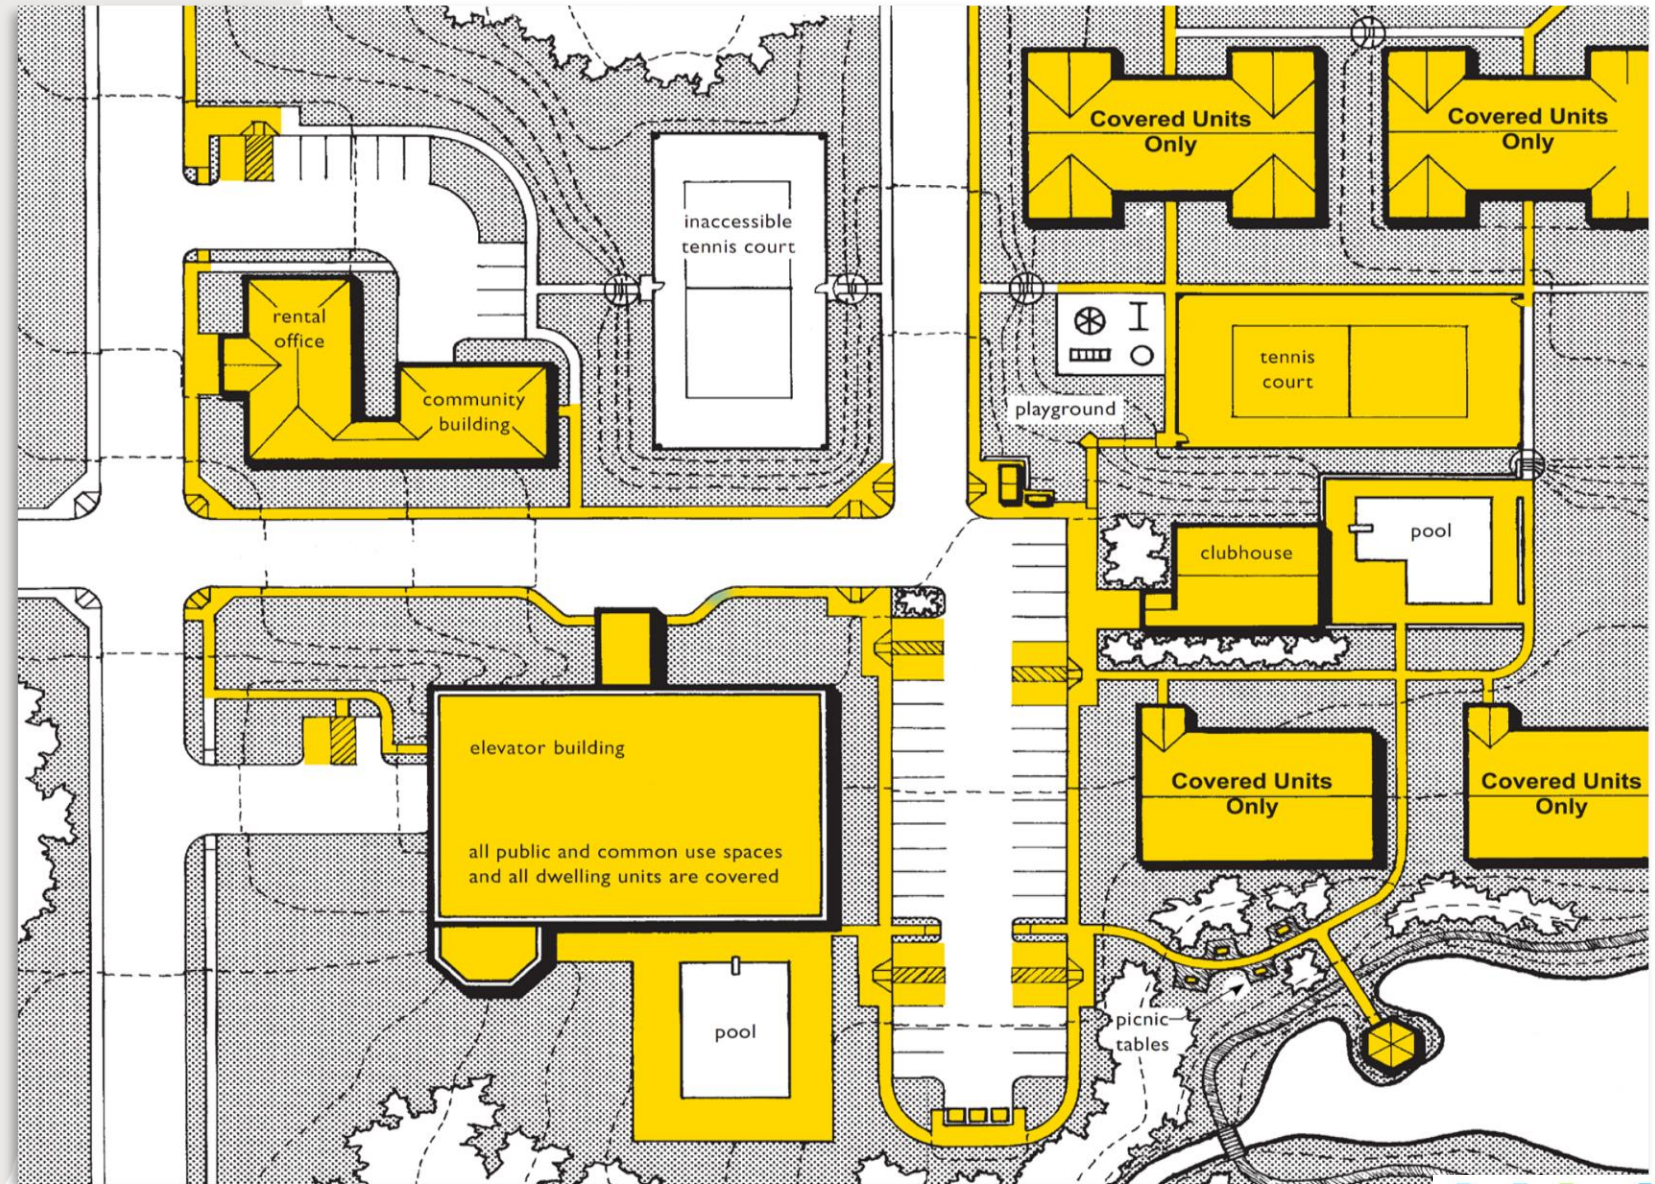 Covered Units
Only
Covered Units
Only
inaccessible
tennis court
rental
office
community
building
tennis
court
playground
pool
clubhouse
elevator building
all public and common use spaces
and all dwelling units are covered
Covered Units
Only
Covered Units
Only
pool
picnic
tables